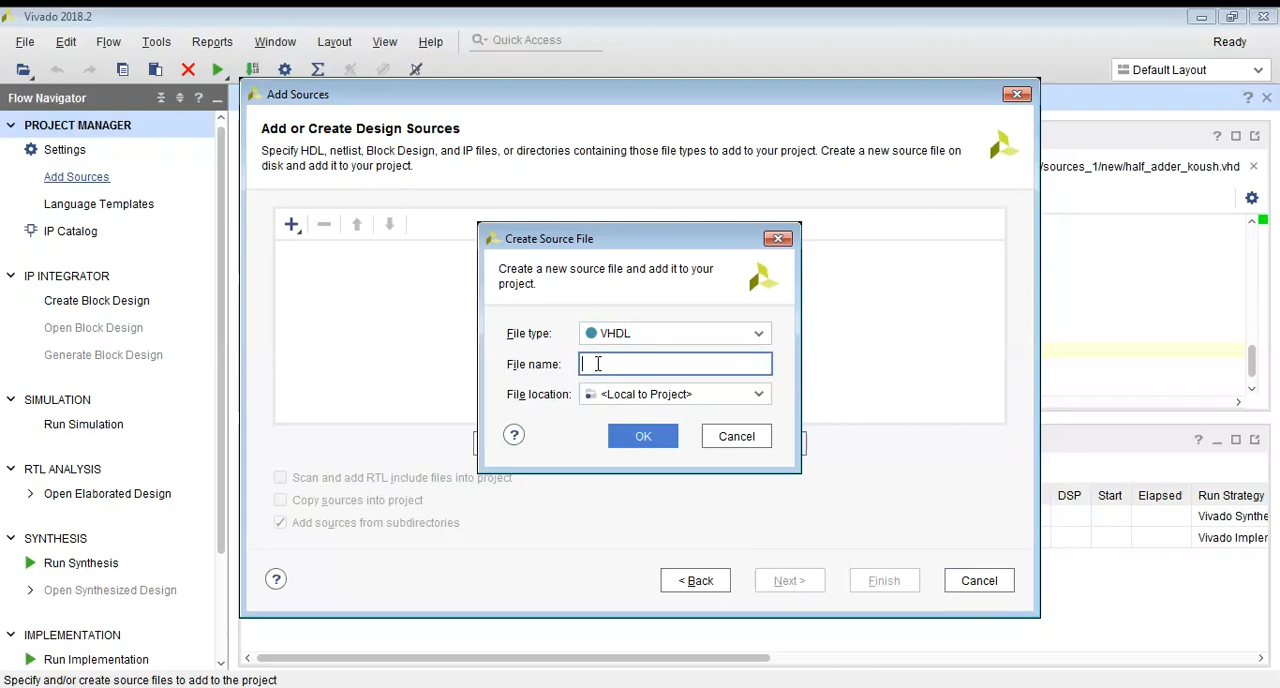 Vivado 2018.2
File Edit Flow Tools Reports Window Layout View Help Quick Access Ready
Default Layout
Flow Navigator ?
PROJECT MANAGER
Settings
Add Sources
Language Templates
IP Catalog
IP INTEGRATOR
Create Block Design
Open Block Design
Generate Block Design
SIMULATION
Run Simulation
RTL ANALYSIS
Open Elaborated Design
SYNTHESIS
Run Synthesis
Open Synthesized Design
IMPLEMENTATION
Run Implementation
Add Sources
Add or Create Design Sources
Specify HDL, netlist, Block Design, and IP files, or directories containing those file types to add to your project. Create a new source file on
disk and add it to your project.
Create Source File
Create a new source file and add it to your
project.
File type: VHDL
File name:
File location: <Local to Project>
? OK Cancel
Scan and add RTL include files into project
Copy sources into project
Add sources from subdirectories
? < Back Next > Finish Cancel
?
?
/sources_1/new/half_adder_koush.vhd
?
DSP Start Elapsed Run Strategy
Vivado Synthe
Vivado Implem
Specify and/or create source files to add to the project